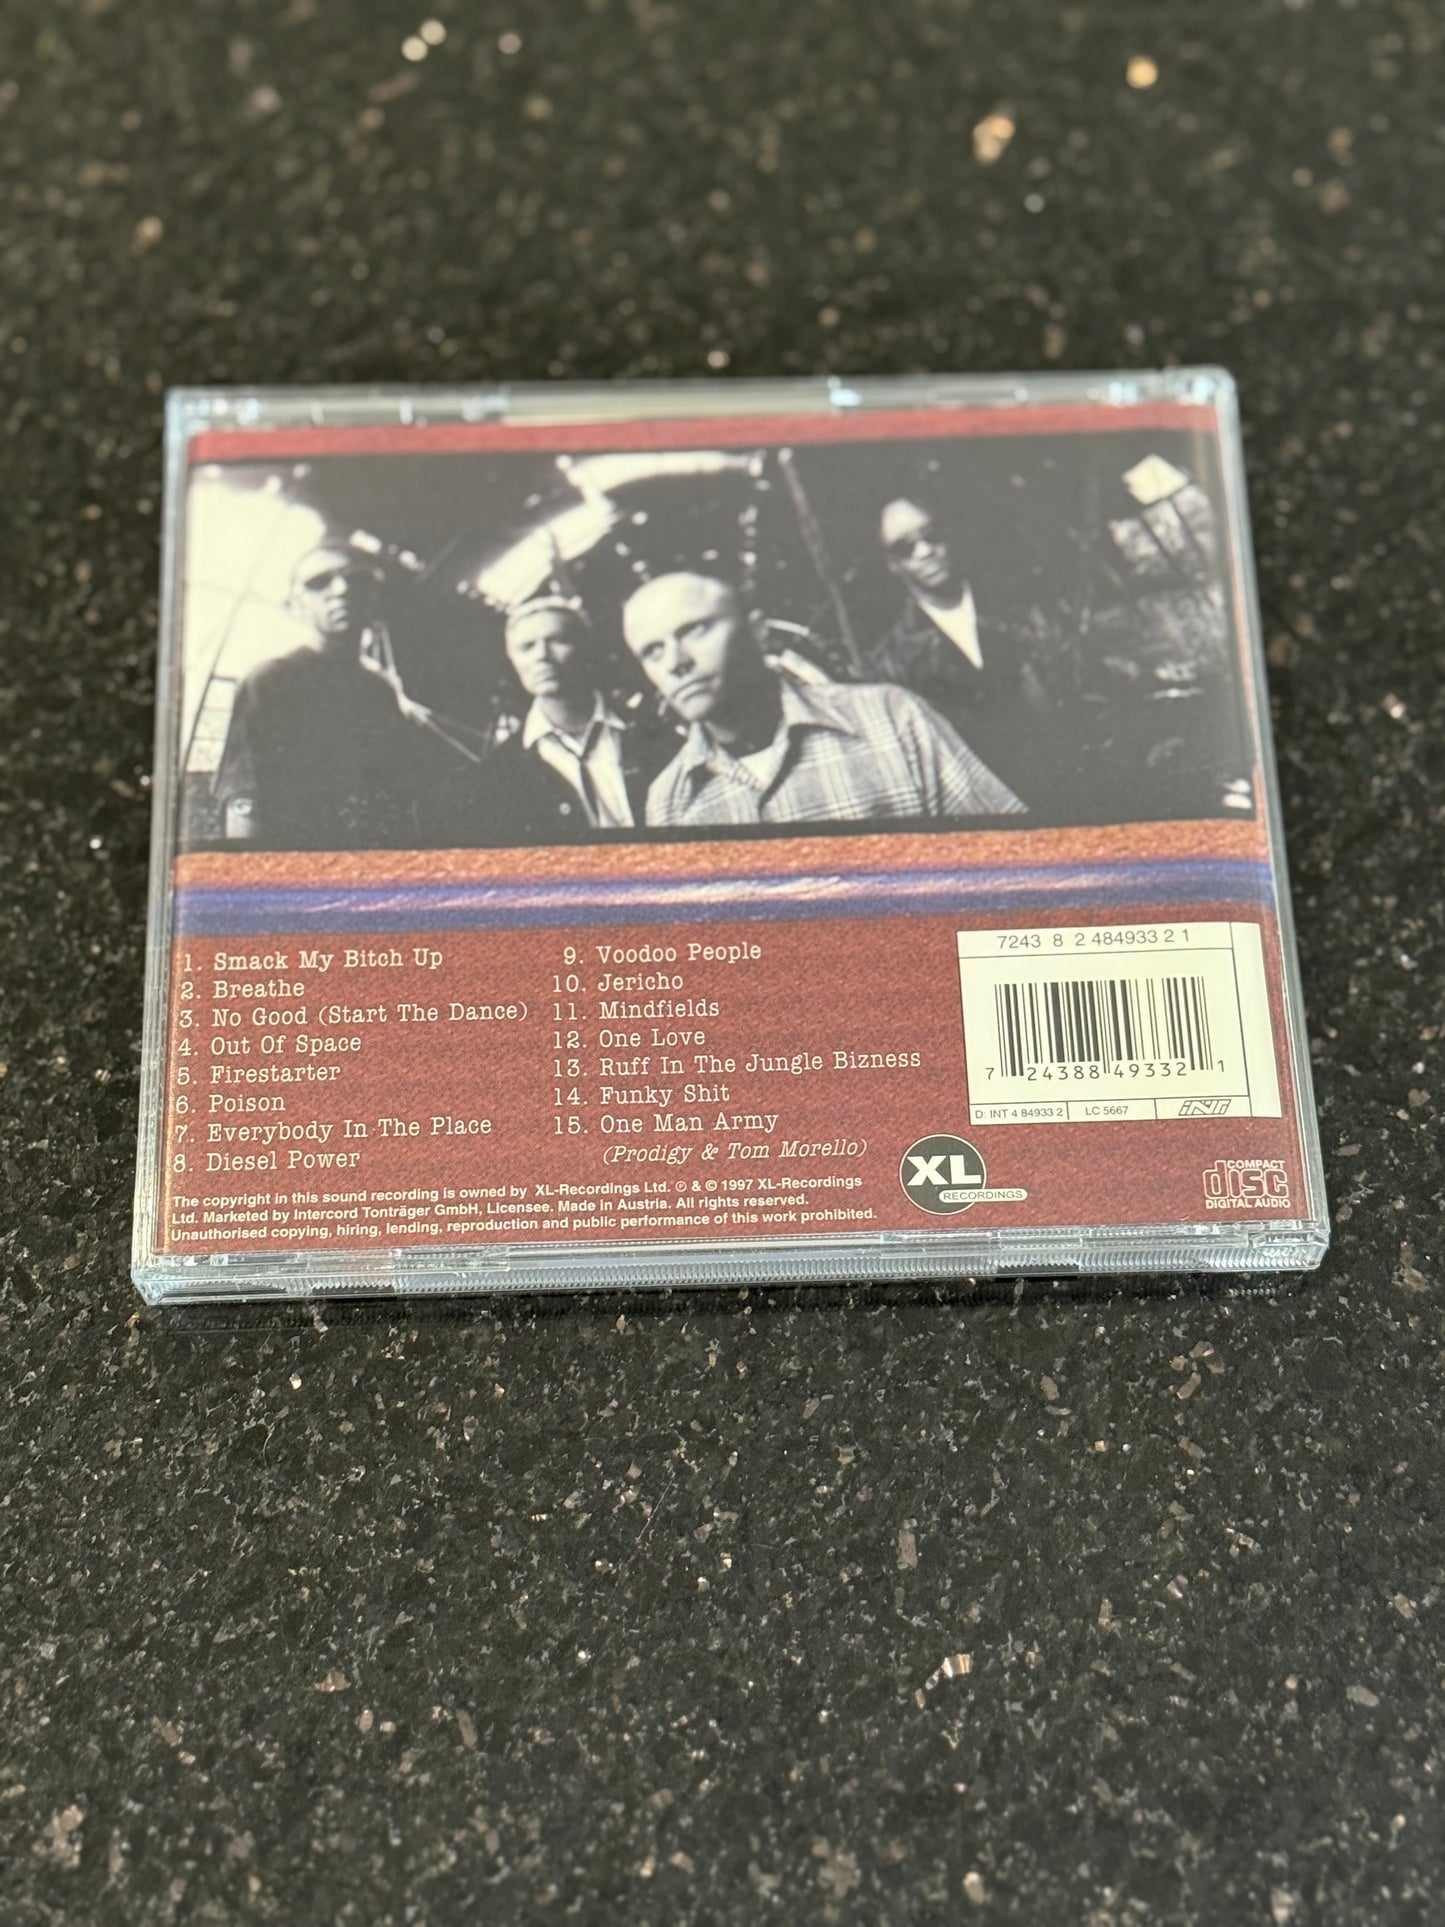 1. Smack My Bitch Up
2. Breathe
3. No Good (Start The Dance)
4. Out Of Space
5. Firestarter
6. Poison
7. Everybody In The Place
8. Diesel Power
9. Voodoo People
10. Jericho
11. Mindfields
12. One Love
13. Ruff In The Jungle Bizness
14. Funky Shit
15. One Man Army
(Prodigy & Tom Morello)
7243 8 2 484933 2 1
7 24388 49332 1
D: INT 4 84933 2
LC 5667
INT
The copyright in this sound recording is owned by XL-Recordings Ltd. ℗ & © 1997 XL-Recordings
Ltd. Marketed by Intercord Tonträger GmbH, Licensee. Made In Austria. All rights reserved.
Unauthorised copying, hiring, lending, reproduction and public performance of this work prohibited.
XL
RECORDINGS
COMPACT
disc
DIGITAL AUDIO